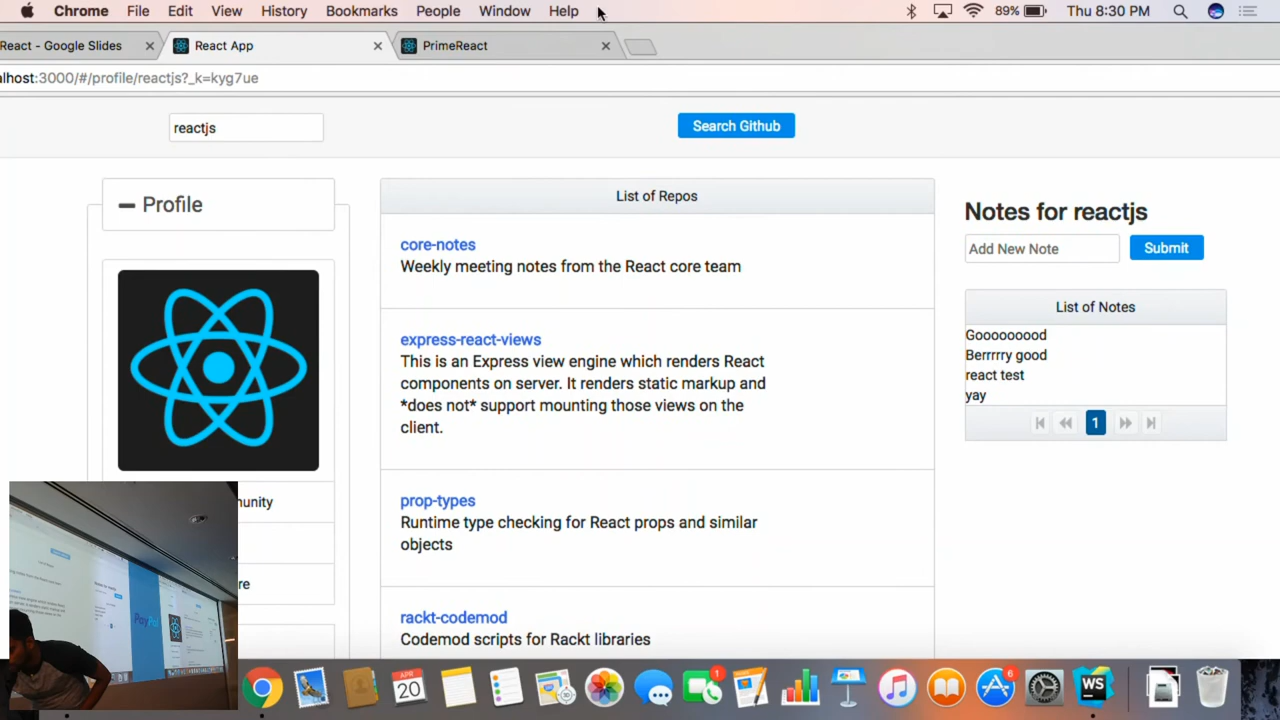 Chrome File Edit View History Bookmarks People Window Help 89% Thu 8:30 PM
React - Google Slides React App PrimeReact
lhost:3000/#/profile/reactjs?_k=kyg7ue
reactjs Search Github
Profile
unity
re
List of Repos
core-notes
Weekly meeting notes from the React core team
express-react-views
This is an Express view engine which renders React
components on server. It renders static markup and
*does not* support mounting those views on the
client.
prop-types
Runtime type checking for React props and similar
objects
rackt-codemod
Codemod scripts for Rackt libraries
Notes for reactjs
Add New Note Submit
List of Notes
Gooooooood
Berrrrry good
react test
yay
1
PayPal
APR
20
1
6
WS